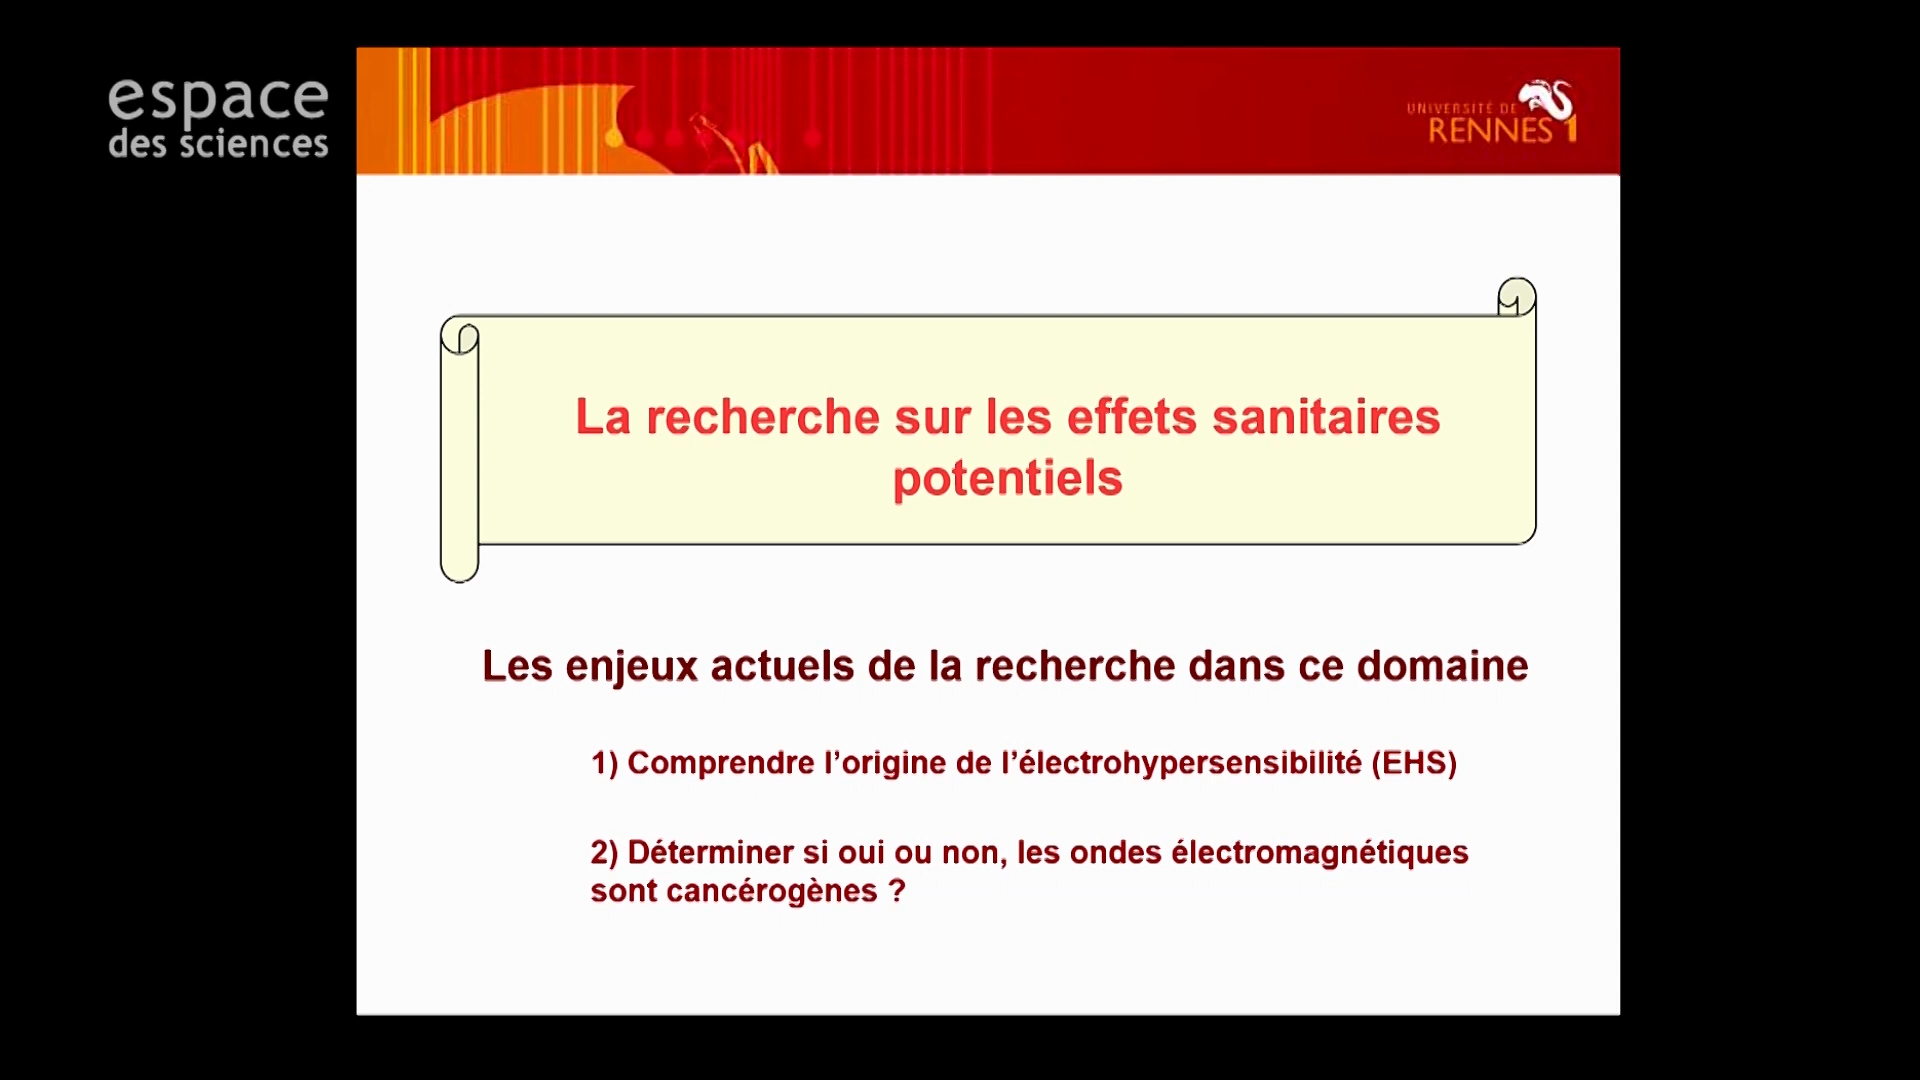 espace
des sciences
UNIVERSITÉ DE
RENNES 1
La recherche sur les effets sanitaires
potentiels
Les enjeux actuels de la recherche dans ce domaine
1) Comprendre l’origine de l’électrohypersensibilité (EHS)
2) Déterminer si oui ou non, les ondes électromagnétiques
sont cancérogènes ?